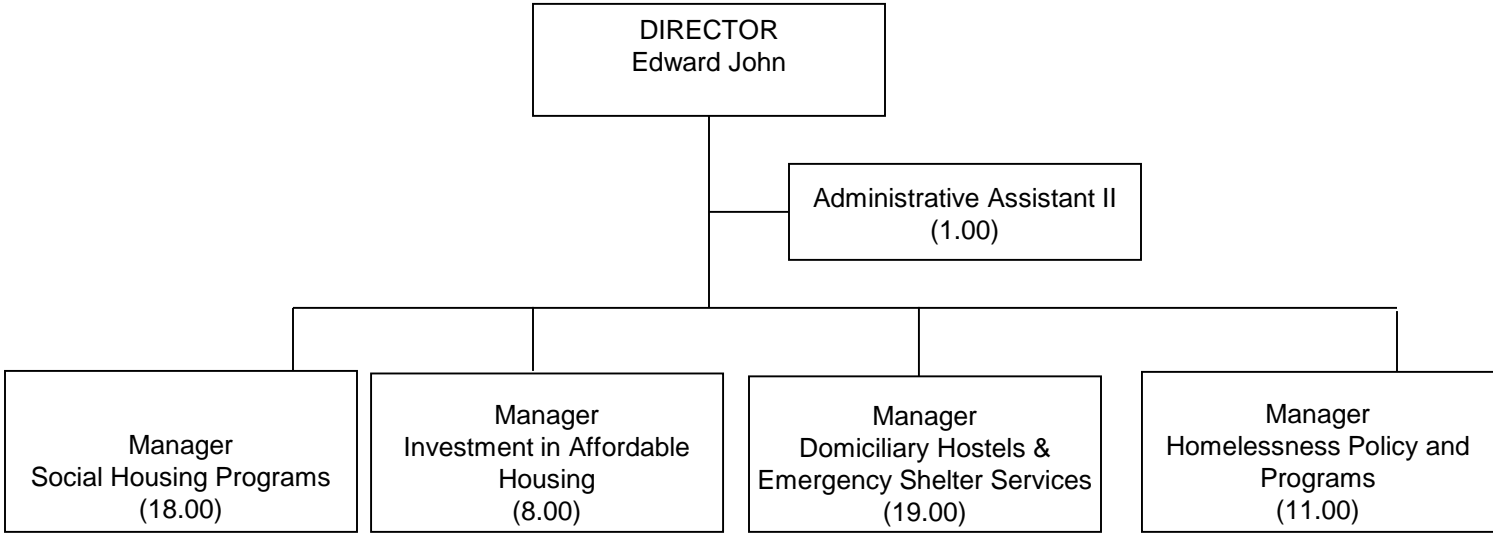 DIRECTOR
Edward John
Administrative Assistant II
(1.00)
Manager
Social Housing Programs
(18.00)
Manager
Investment in Affordable
Housing
(8.00)
Manager
Domiciliary Hostels &
Emergency Shelter Services
(19.00)
Manager
Homelessness Policy and
Programs
(11.00)